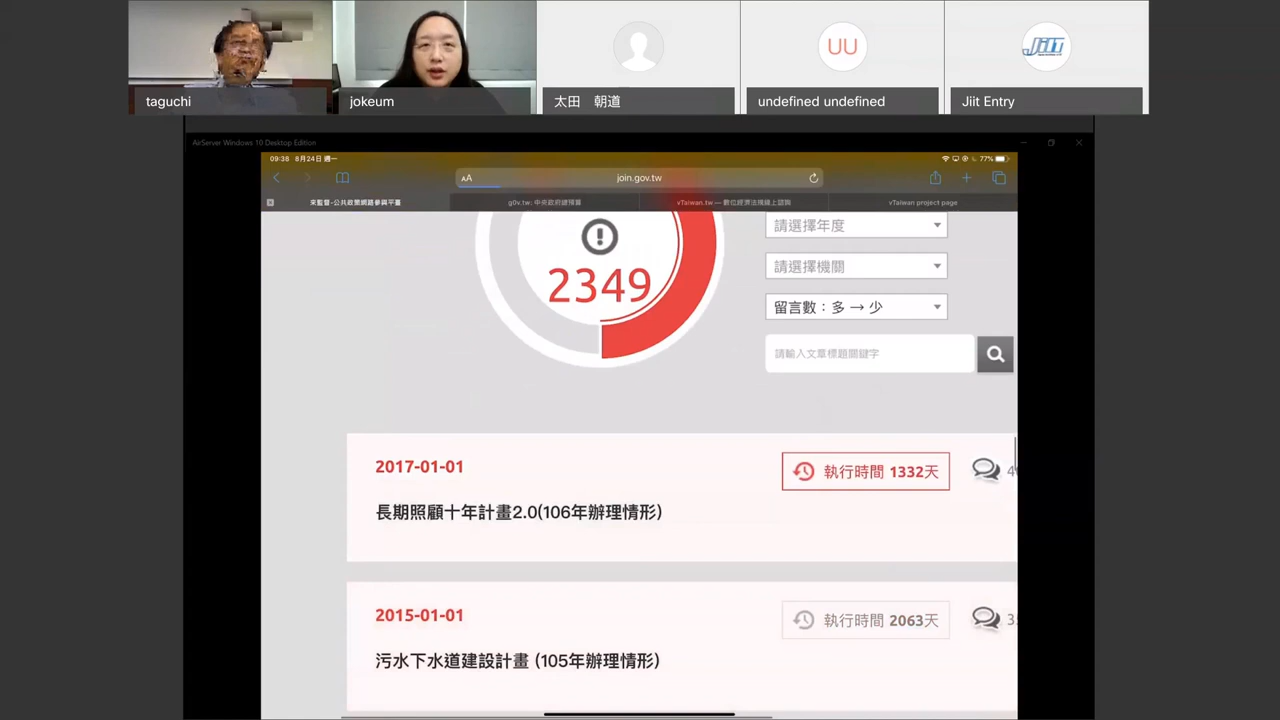 taguchi
jokeum
太田 朝道
UU
undefined undefined
JiiT
Jiit Entry
AirServer Windows 10 Desktop Edition
09:38 8月24日 週一
77%
AA
join.gov.tw
來監督-公共政策網路參與平臺
g0v.tw: 中央政府總預算
vTaiwan.tw — 數位經濟法規線上諮詢
vTaiwan project page
請選擇年度
2349
請選擇機關
留言數：多 → 少
請輸入文章標題關鍵字
2017-01-01
執行時間 1332天
長期照顧十年計畫2.0(106年辦理情形)
2015-01-01
執行時間 2063天
污水下水道建設計畫 (105年辦理情形)